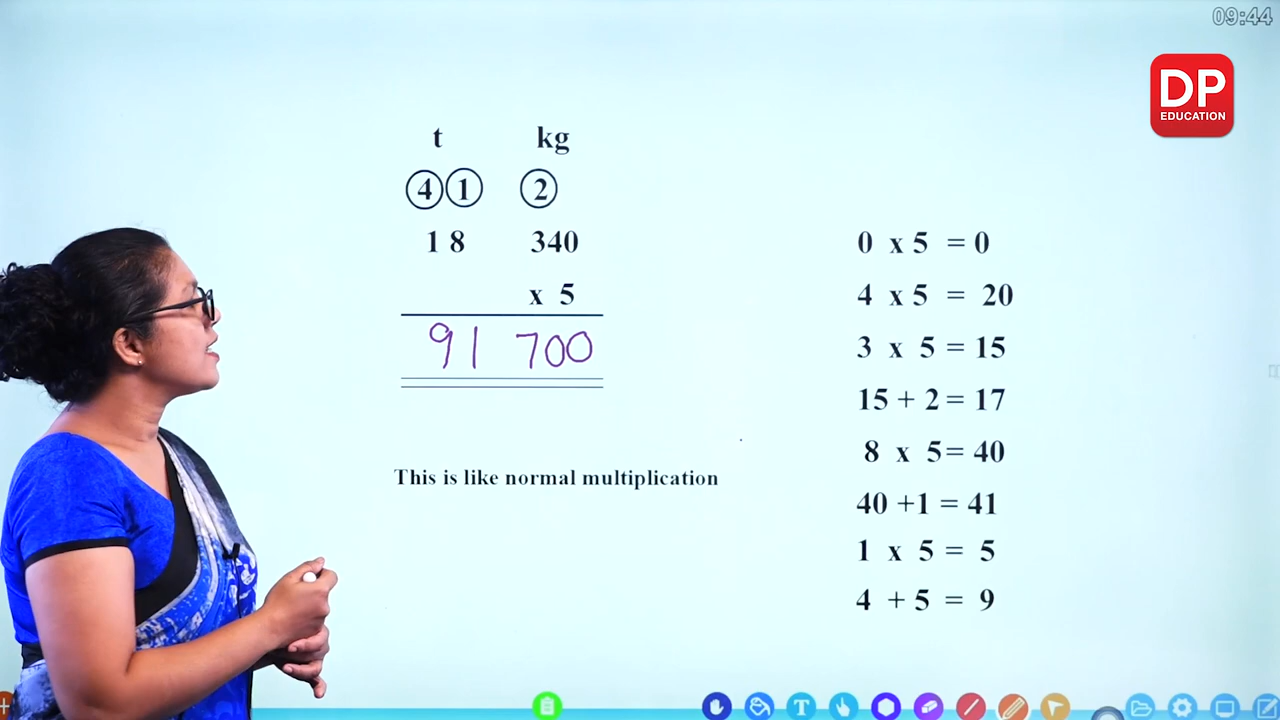 09:44
DP
EDUCATION
t kg
4 1 2
1 8 340
x 5
91 700
This is like normal multiplication
0 x 5 = 0
4 x 5 = 20
3 x 5 = 15
15 + 2 = 17
8 x 5 = 40
40 +1 = 41
1 x 5 = 5
4 + 5 = 9
T